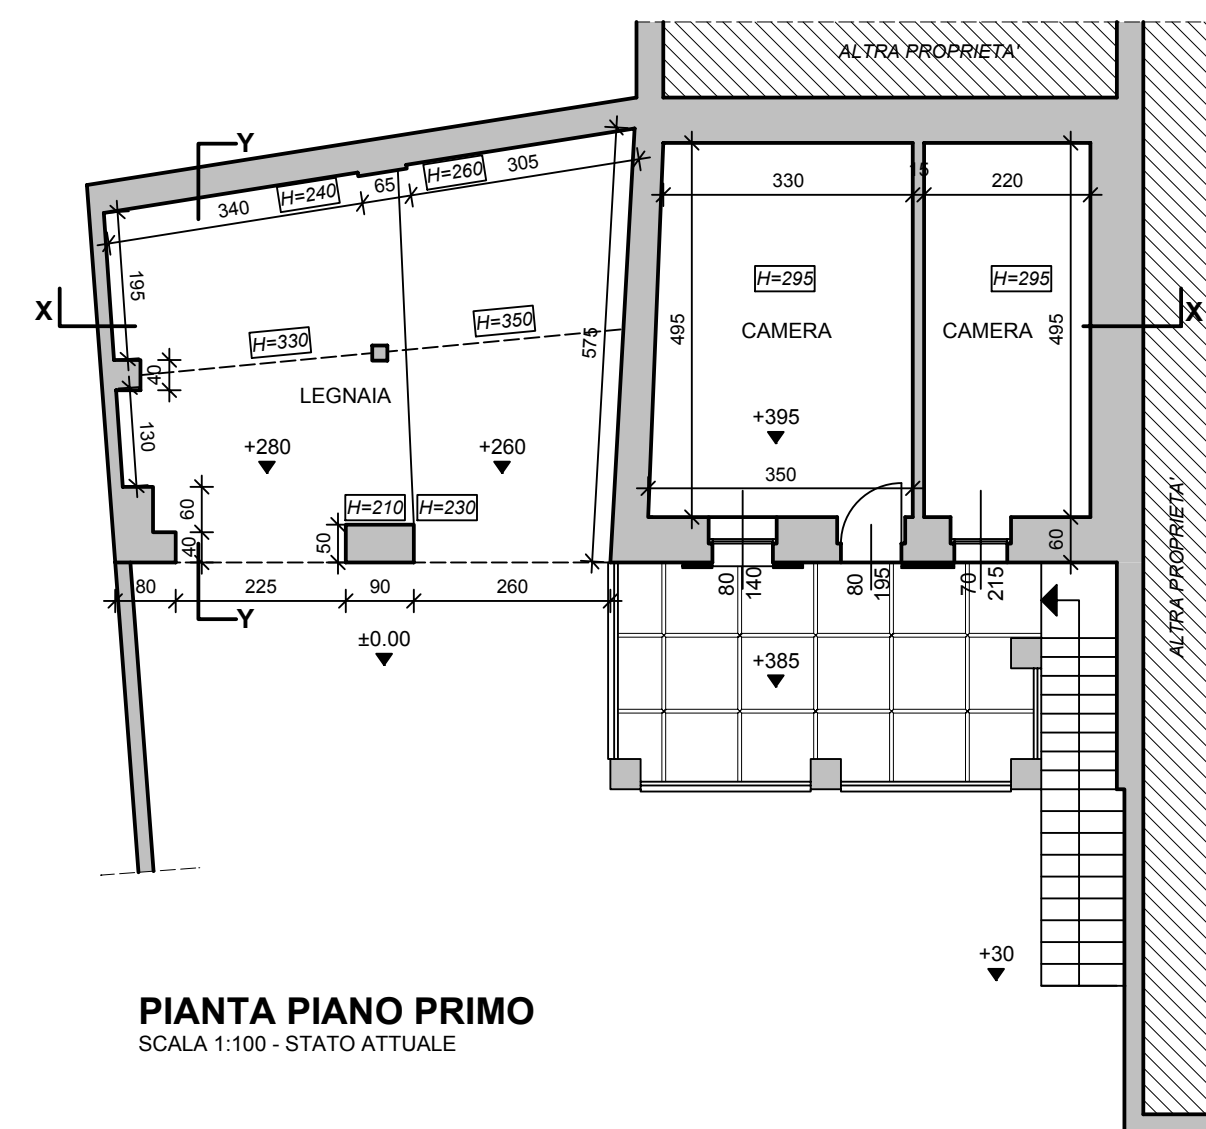 ALTRA PROPRIETA'
Y
H=240
65
H=260
305
340
330
15
220
195
H=295
H=295
X
X
H=330
H=350
575
495
CAMERA
CAMERA
495
40
LEGNAIA
130
+280
+260
+395
350
60
H=210
H=230
50
40
60
80
225
90
260
80
140
80
195
70
215
Y
±0.00
ALTRA PROPRIETA'
+385
+30
PIANTA PIANO PRIMO
SCALA 1:100 - STATO ATTUALE